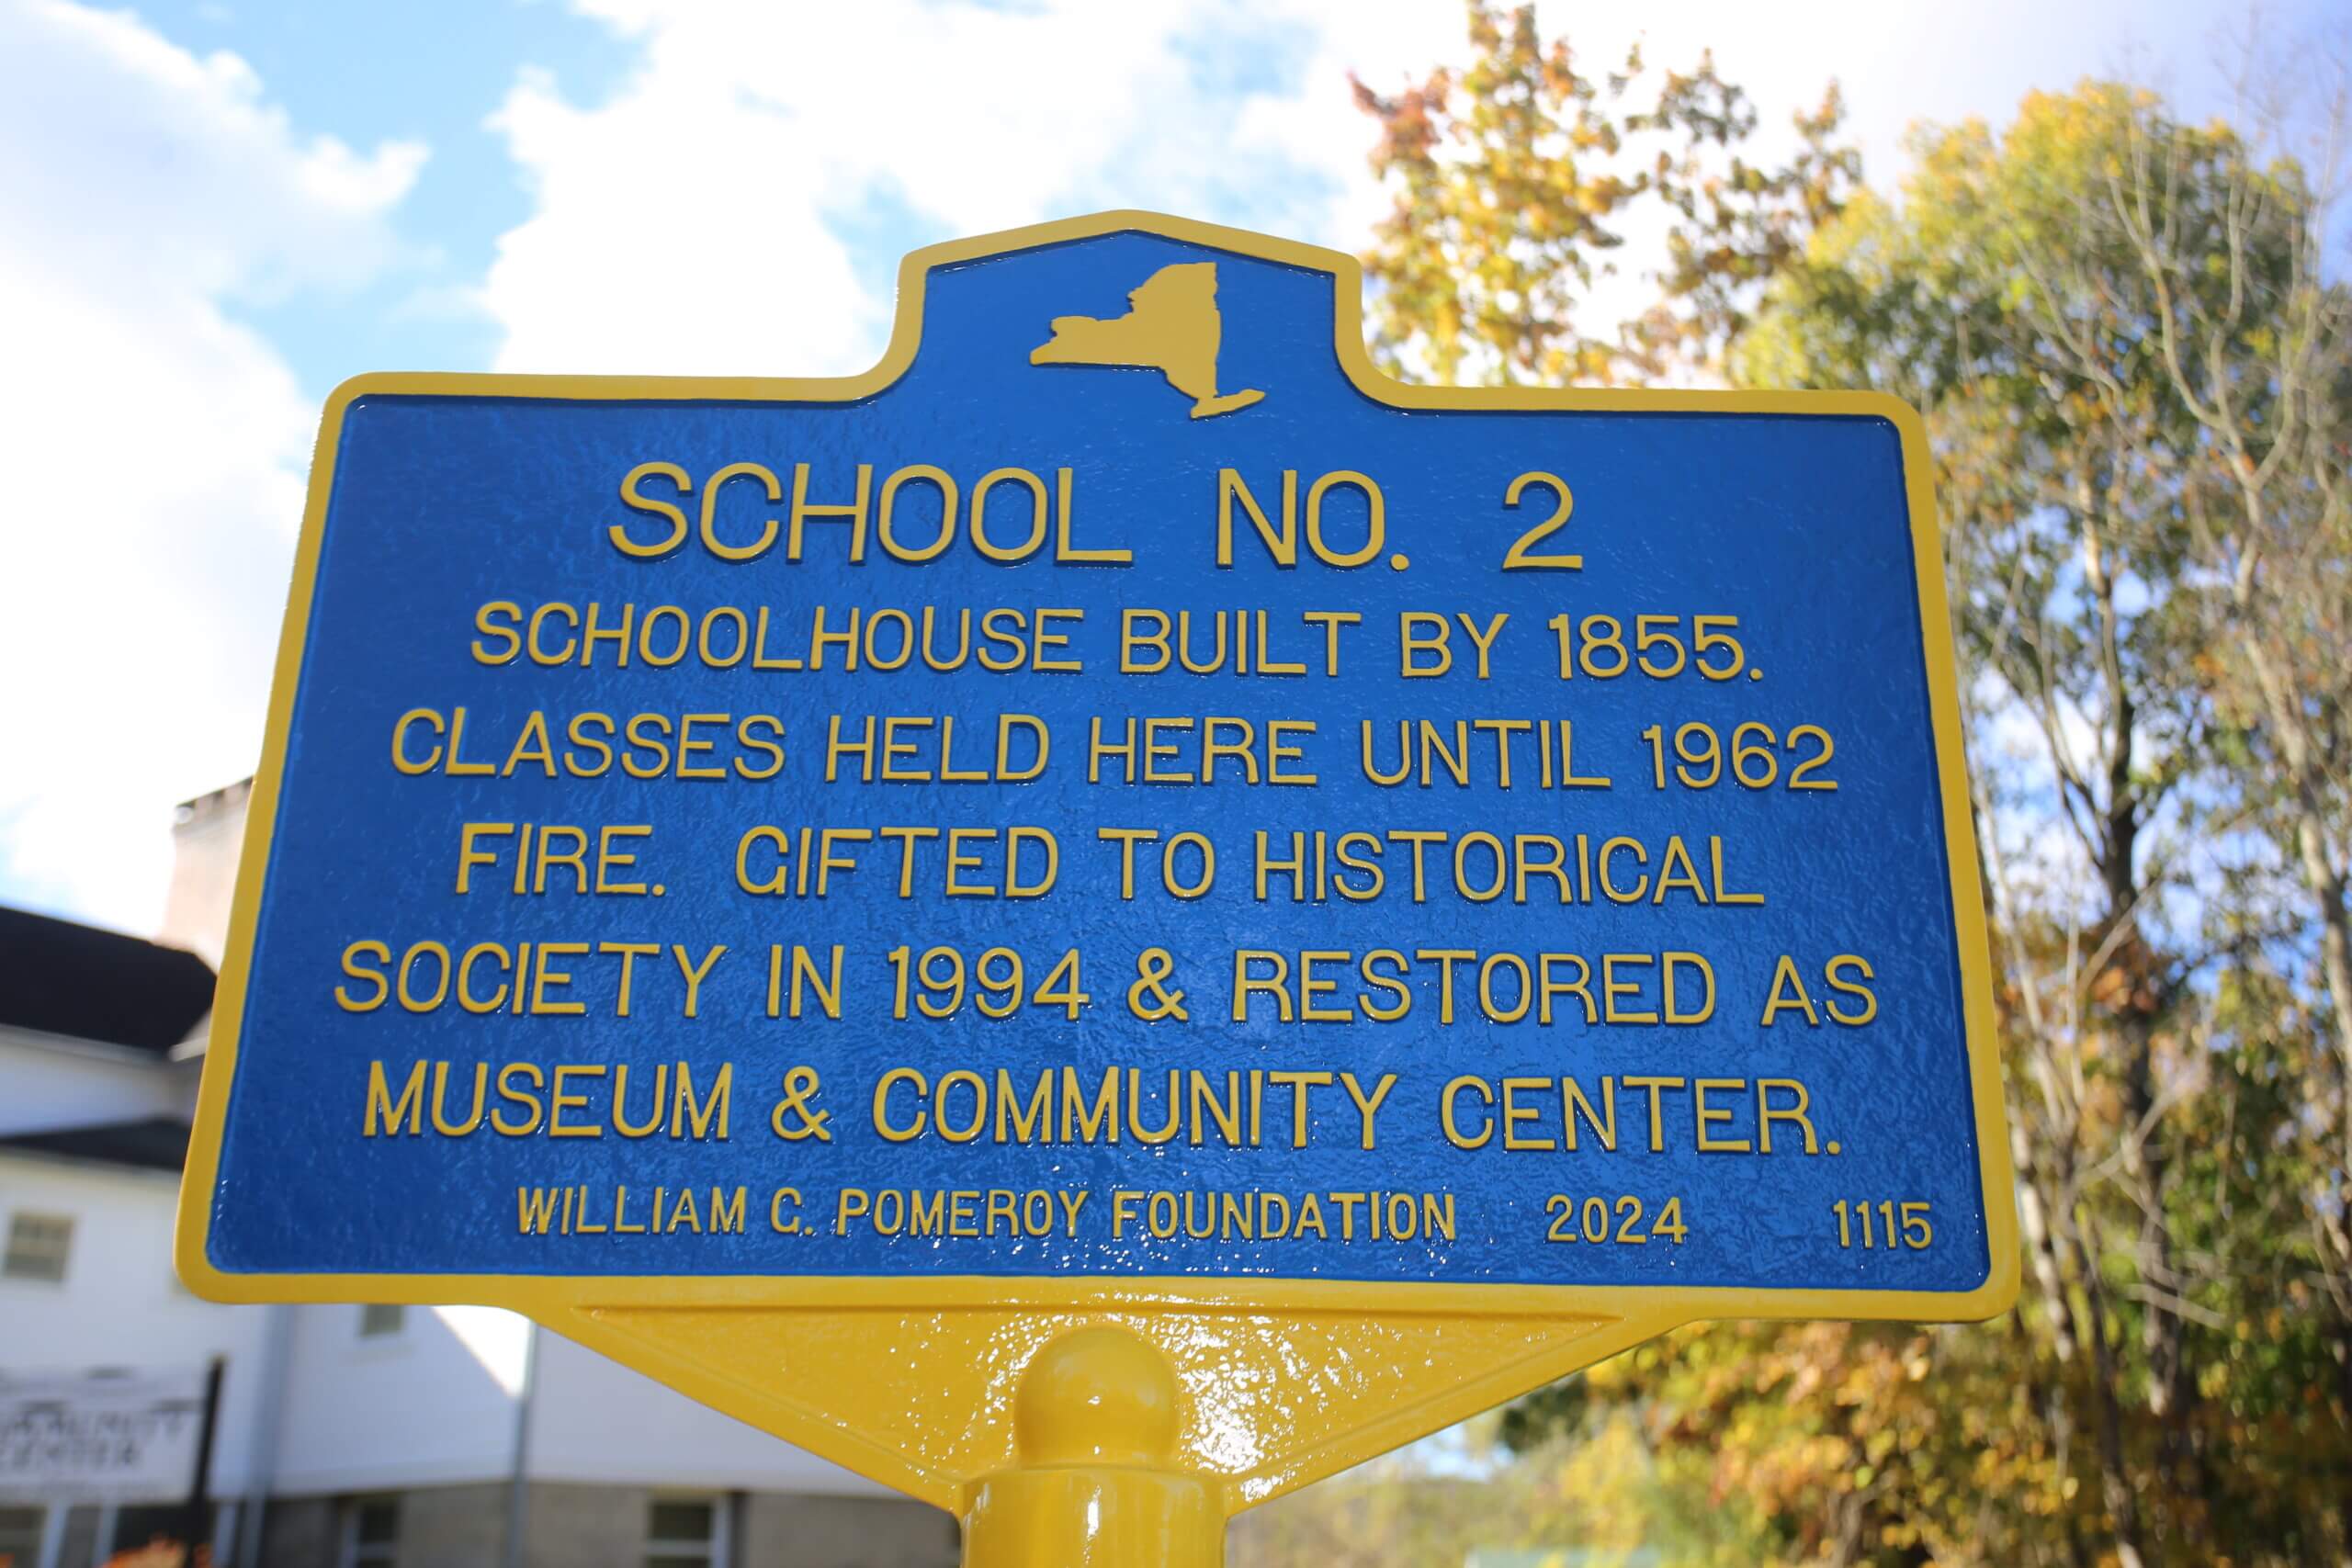 SCHOOL NO. 2
SCHOOLHOUSE BUILT BY 1855.
CLASSES HELD HERE UNTIL 1962
FIRE. GIFTED TO HISTORICAL
SOCIETY IN 1994 & RESTORED AS
MUSEUM & COMMUNITY CENTER.
WILLIAM G. POMEROY FOUNDATION 2024 1115
CENTER